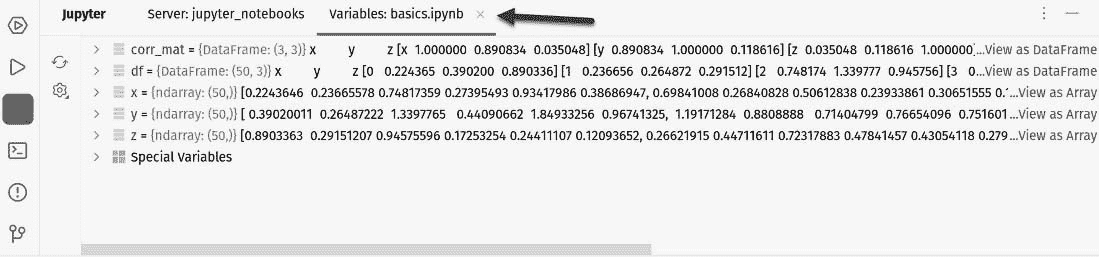 Jupyter Server: jupyter_notebooks Variables: basics.ipynb
corr_mat = {DataFrame: (3, 3)} x y z [x 1.000000 0.890834 0.035048] [y 0.890834 1.000000 0.118616] [z 0.035048 0.118616 1.000000] ...View as DataFrame
df = {DataFrame: (50, 3)} x y z [0 0.224365 0.390200 0.890336] [1 0.236656 0.264872 0.291512] [2 0.748174 1.339777 0.945756] [3 0 ...View as DataFrame
x = {ndarray: (50,)} [0.2243646 0.23665578 0.74817359 0.27395493 0.93417986 0.38686947, 0.69841008 0.26840828 0.50612838 0.23933861 0.30651555 0. ...View as Array
y = {ndarray: (50,)} [ 0.39020011 0.26487222 1.3397765 0.44090662 1.84933256 0.96741325, 1.19171284 0.8808888 0.71404799 0.76654096 0.751601 ...View as Array
z = {ndarray: (50,)} [0.8903363 0.29151207 0.94575596 0.17253254 0.24411107 0.12093652, 0.26621915 0.44711611 0.72317883 0.47841457 0.43054118 0.279 ...View as Array
Special Variables